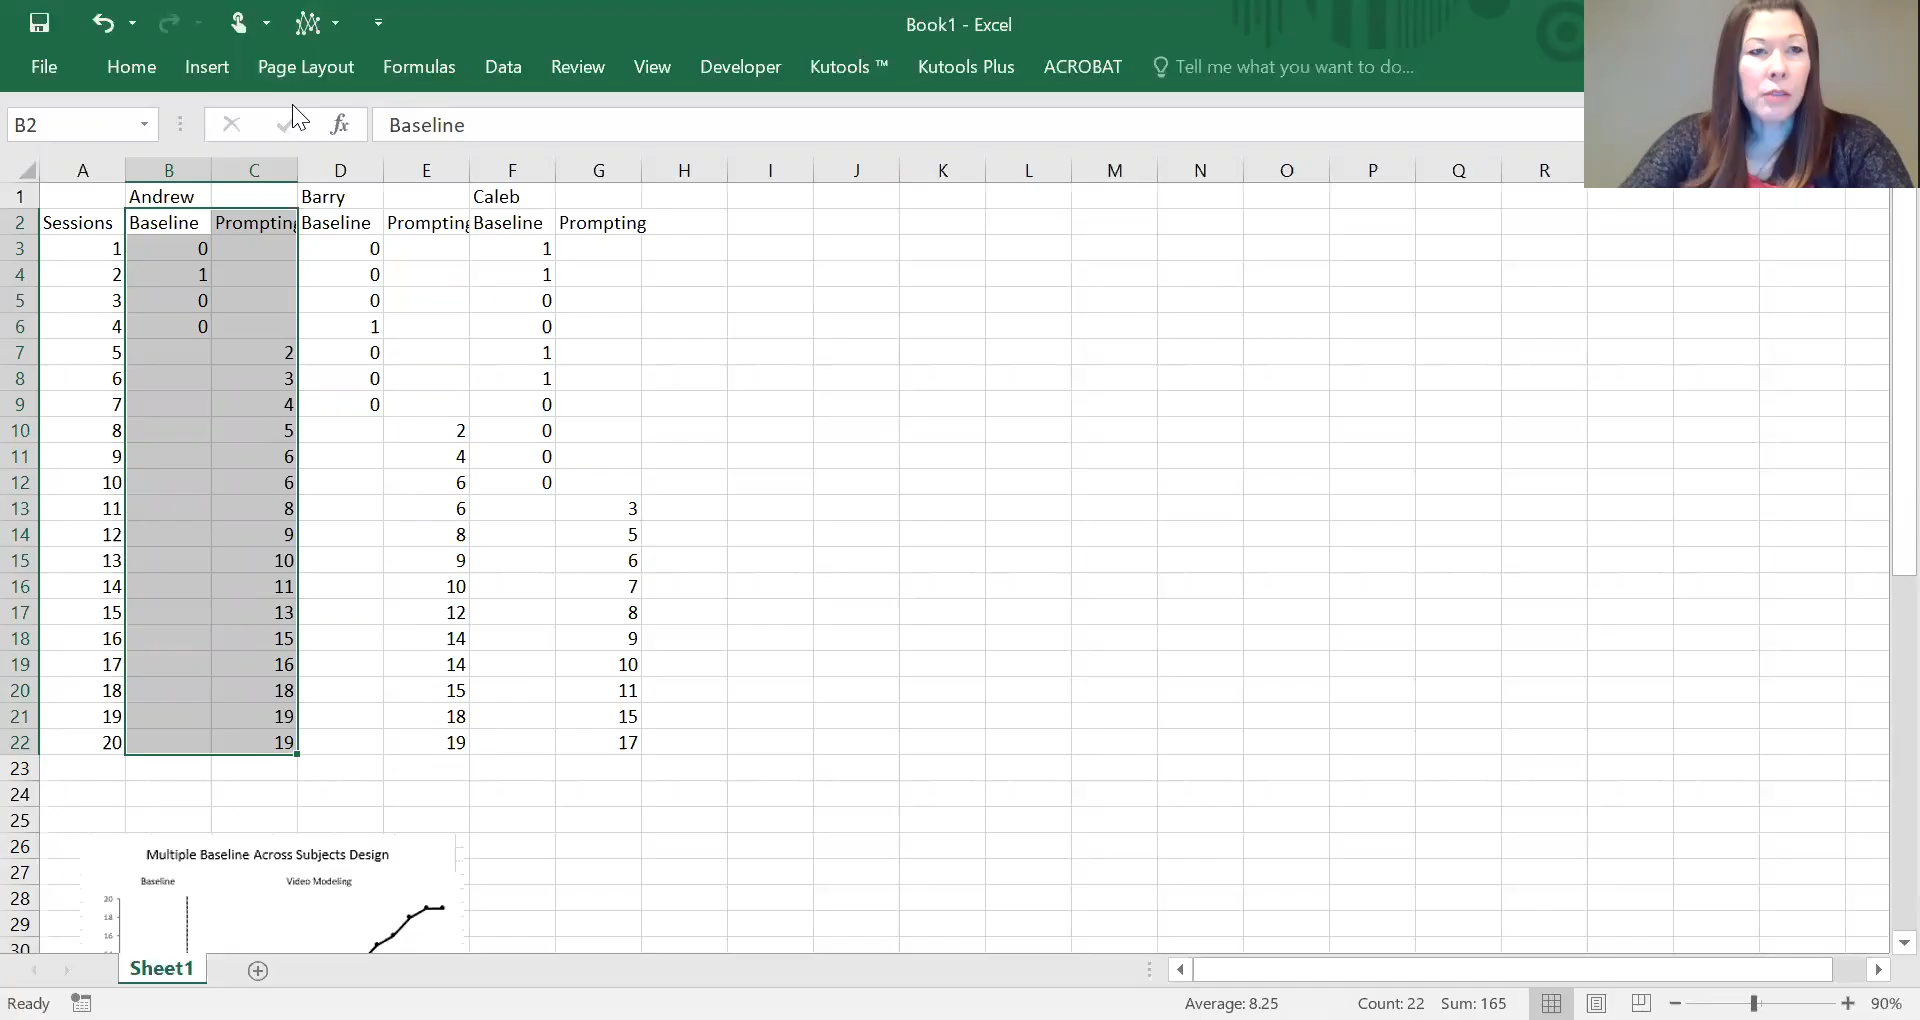 Book1 - Excel
File Home Insert Page Layout Formulas Data Review View Developer Kutools ™ Kutools Plus ACROBAT Tell me what you want to do...
B2 fx Baseline
A B C D E F G H I J K L M N O P Q R
1 Andrew Barry Caleb
2 Sessions Baseline Prompting Baseline Prompting Baseline Prompting
3 1 0 0 1
4 2 1 0 1
5 3 0 0 0
6 4 0 1 0
7 5 2 0 1
8 6 3 0 1
9 7 4 0 0
10 8 5 2 0
11 9 6 4 0
12 10 6 6 0
13 11 8 6 3
14 12 9 8 5
15 13 10 9 6
16 14 11 10 7
17 15 13 12 8
18 16 15 14 9
19 17 16 14 10
20 18 18 15 11
21 19 19 18 15
22 20 19 19 17
23
24
25
26
27
28
29
30
Multiple Baseline Across Subjects Design
Baseline Video Modeling
20
18
16
Sheet1
Ready Average: 8.25 Count: 22 Sum: 165 90%